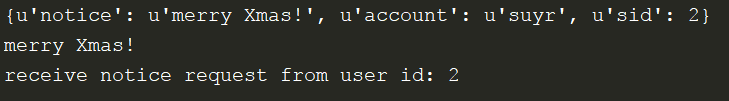 {u'notice': u'merry Xmas!', u'account': u'suyr', u'sid': 2}
merry Xmas!
receive notice request from user id: 2